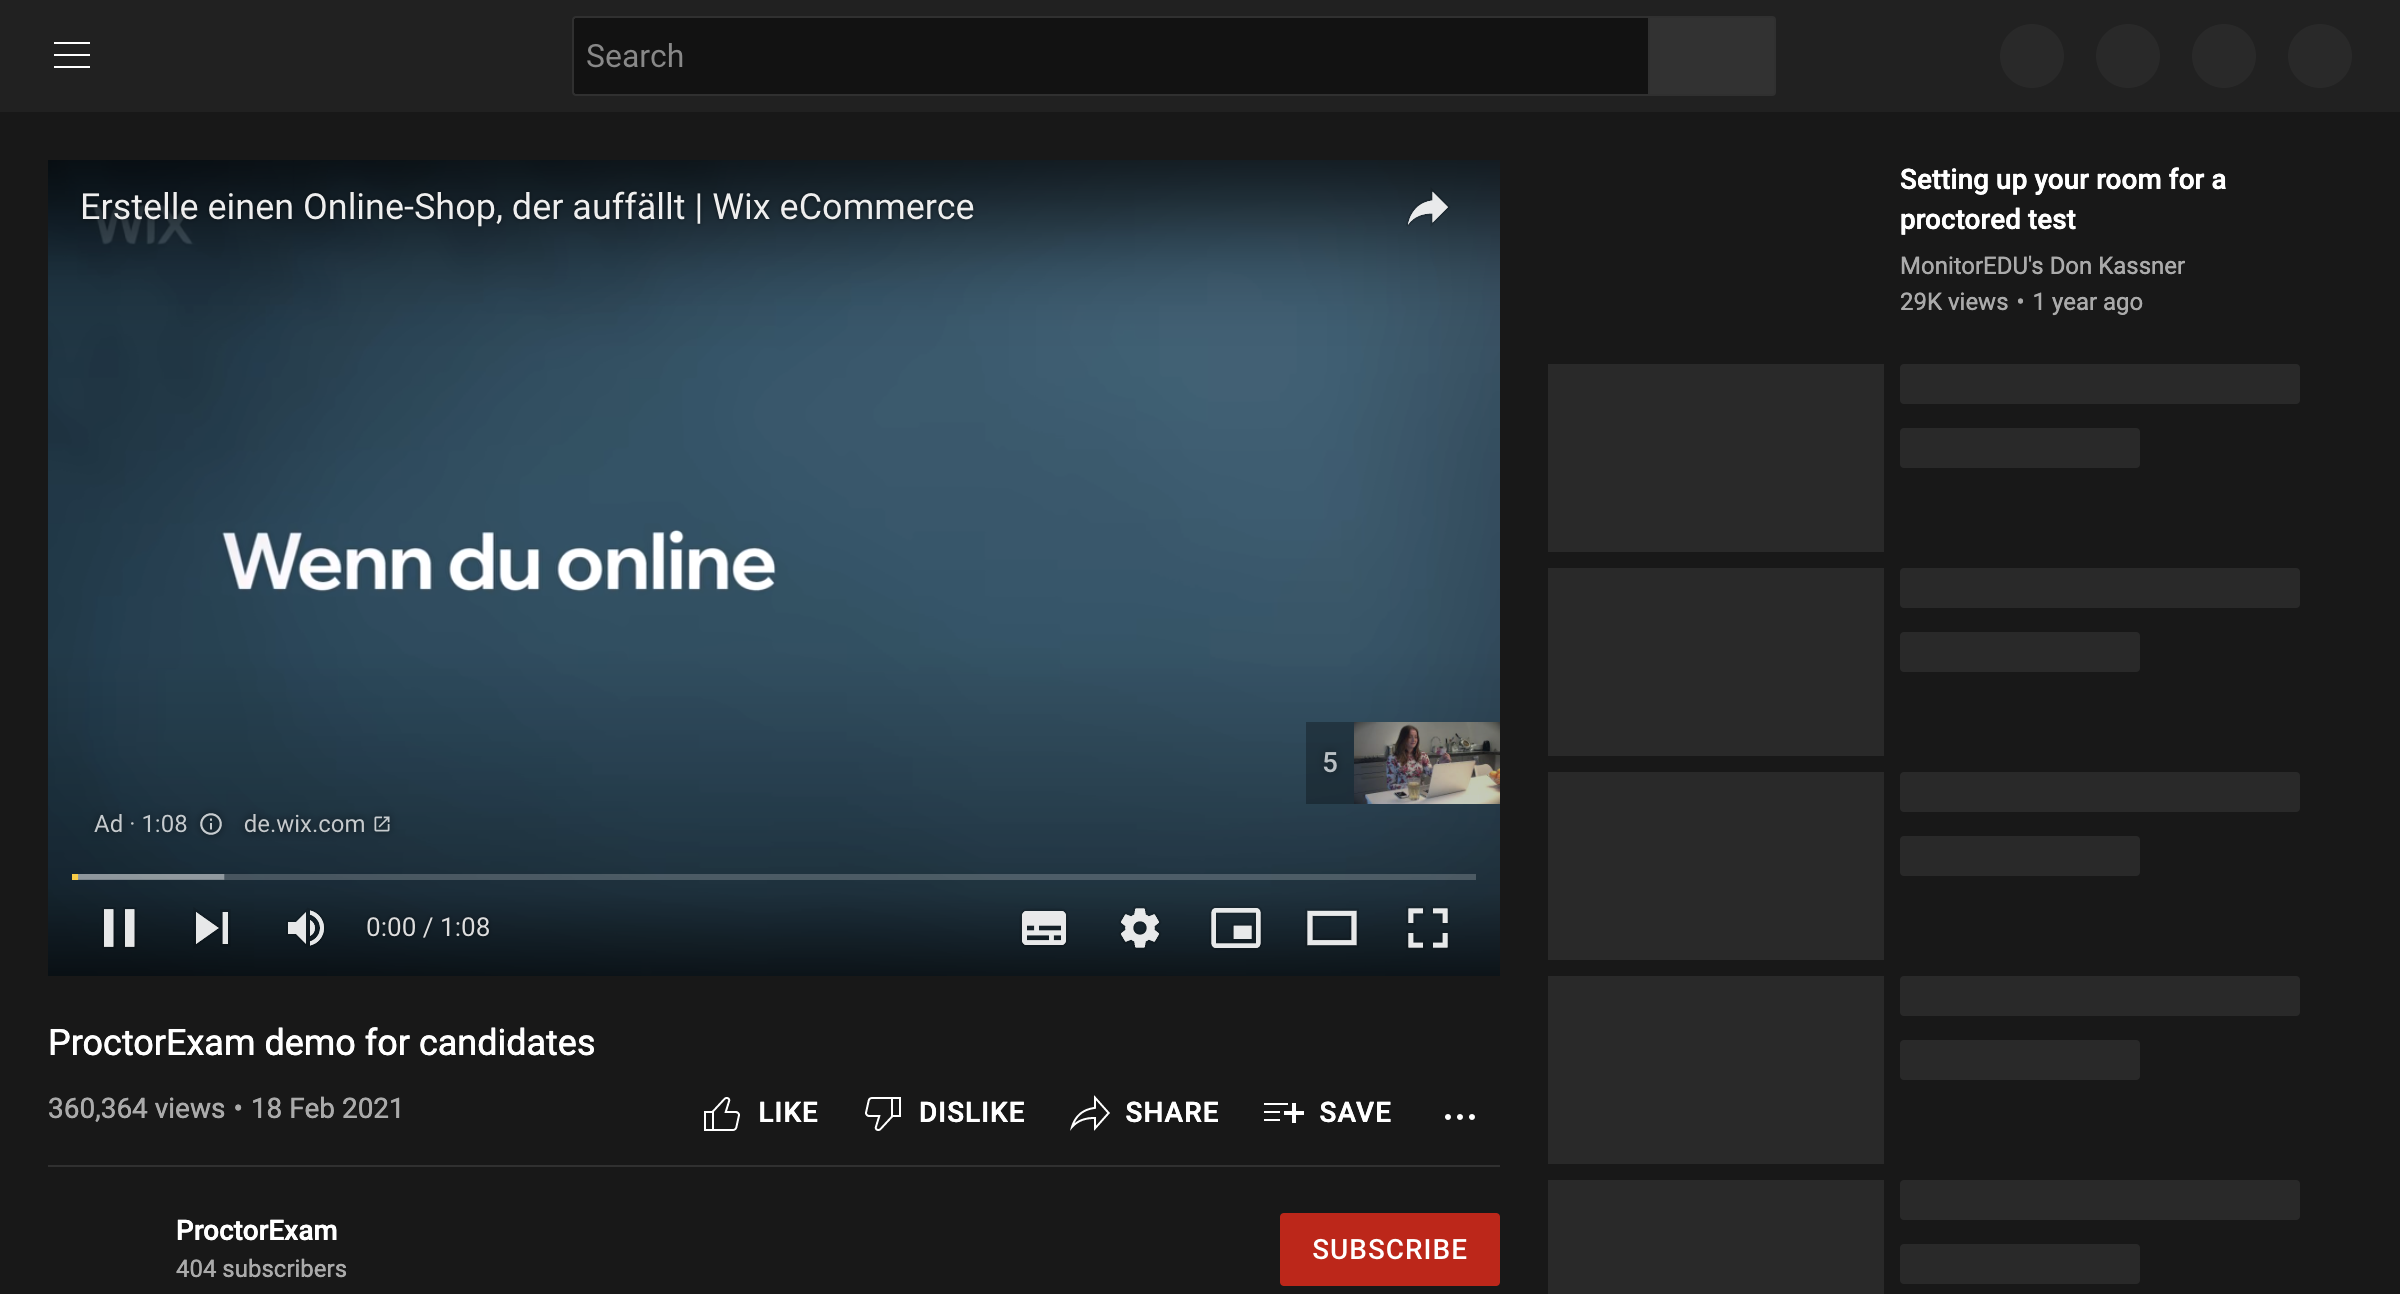 Search
Erstelle einen Online-Shop, der auffällt | Wix eCommerce
WIX
Wenn du online
5
Ad · 1:08 de.wix.com
0:00 / 1:08
ProctorExam demo for candidates
360,364 views • 18 Feb 2021
LIKE DISLIKE SHARE SAVE ...
ProctorExam
404 subscribers
SUBSCRIBE
Setting up your room for a
proctored test
MonitorEDU's Don Kassner
29K views • 1 year ago